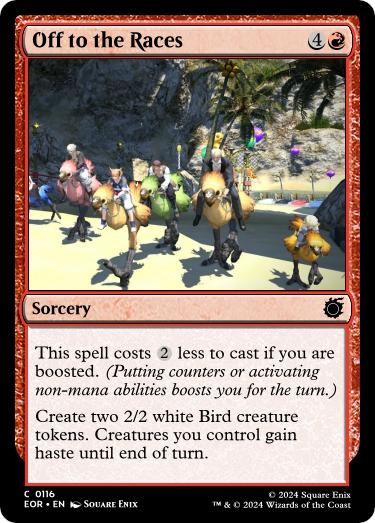 Off to the Races 4
Sorcery
This spell costs 2 less to cast if you are
boosted. (Putting counters or activating
non-mana abilities boosts you for the turn.)
Create two 2/2 white Bird creature
tokens. Creatures you control gain
haste until end of turn.
C 0116
EOR • EN SQUARE ENIX
© 2024 Square Enix
™ & © 2024 Wizards of the Coast